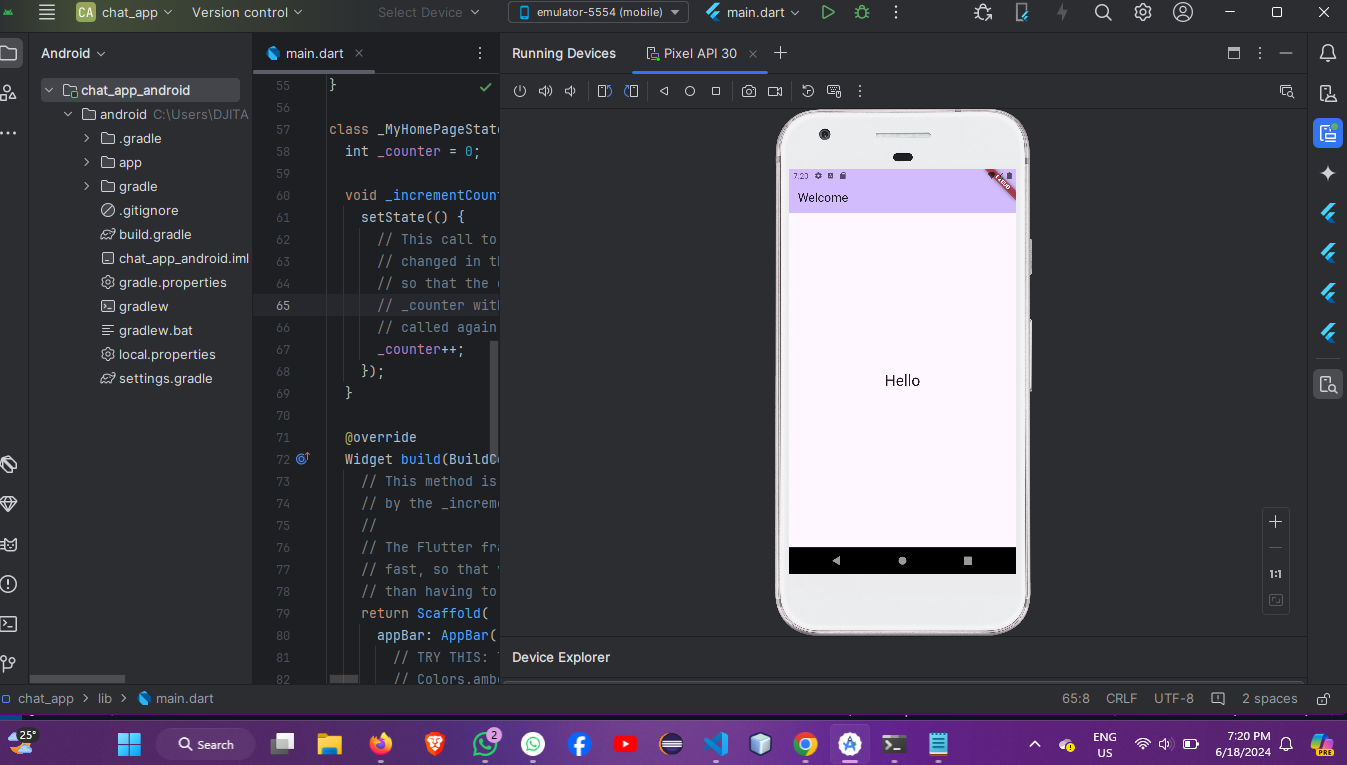 CA chat_app Version control Select Device emulator-5554 (mobile) main.dart
Android
chat_app_android
android C:\Users\DJITA
.gradle
app
gradle
.gitignore
build.gradle
chat_app_android.iml
gradle.properties
gradlew
gradlew.bat
local.properties
settings.gradle
main.dart
55 }
56
57 class _MyHomePageState
58 int _counter = 0;
59
60 void _incrementCount
61 setState(() {
62 // This call to
63 // changed in th
64 // so that the
65 // _counter with
66 // called again
67 _counter++;
68 });
69 }
70
71 @override
72 Widget build(BuildCo
73 // This method is
74 // by the _increme
75 //
76 // The Flutter fra
77 // fast, so that
78 // than having to
79 return Scaffold(
80 appBar: AppBar(
81 // TRY THIS: T
82 // Colors.ambe
Running Devices Pixel API 30
7:20
DEBUG
Welcome
Hello
1:1
Device Explorer
chat_app > lib > main.dart 65:8 CRLF UTF-8 2 spaces
25°
Search
2
ENG
US
7:20 PM
6/18/2024
PRE